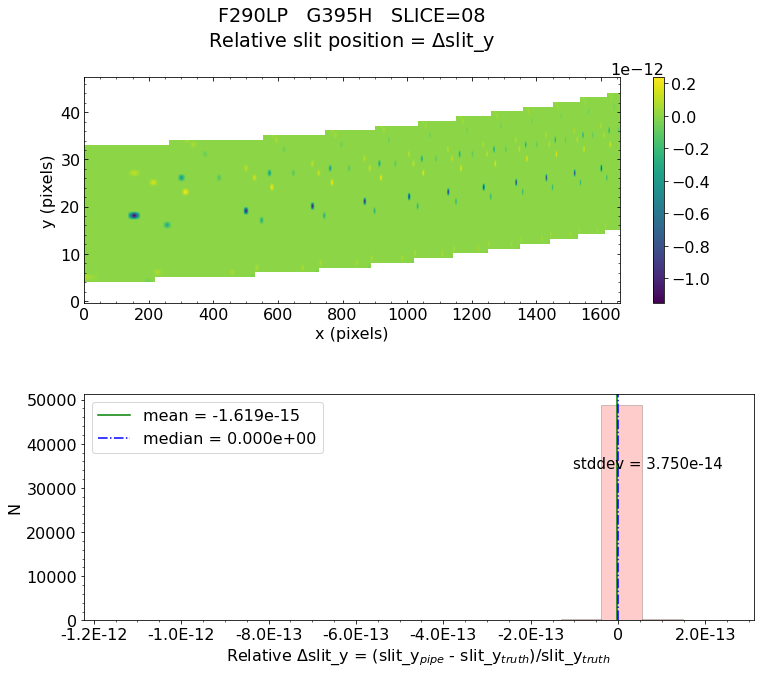 F290LP   G395H   SLICE=08
Relative slit position = Δslit_y
1e−12
y (pixels)
40
30
20
10
0
0 200 400 600 800 1000 1200 1400 1600
x (pixels)
0.2
0.0
−0.2
−0.4
−0.6
−0.8
−1.0
N
50000
40000
30000
20000
10000
0
mean = -1.619e-15
median = 0.000e+00
stddev = 3.750e-14
-1.2E-12 -1.0E-12 -8.0E-13 -6.0E-13 -4.0E-13 -2.0E-13 0 2.0E-13
Relative Δslit_y = (slit_y_pipe - slit_y_truth)/slit_y_truth